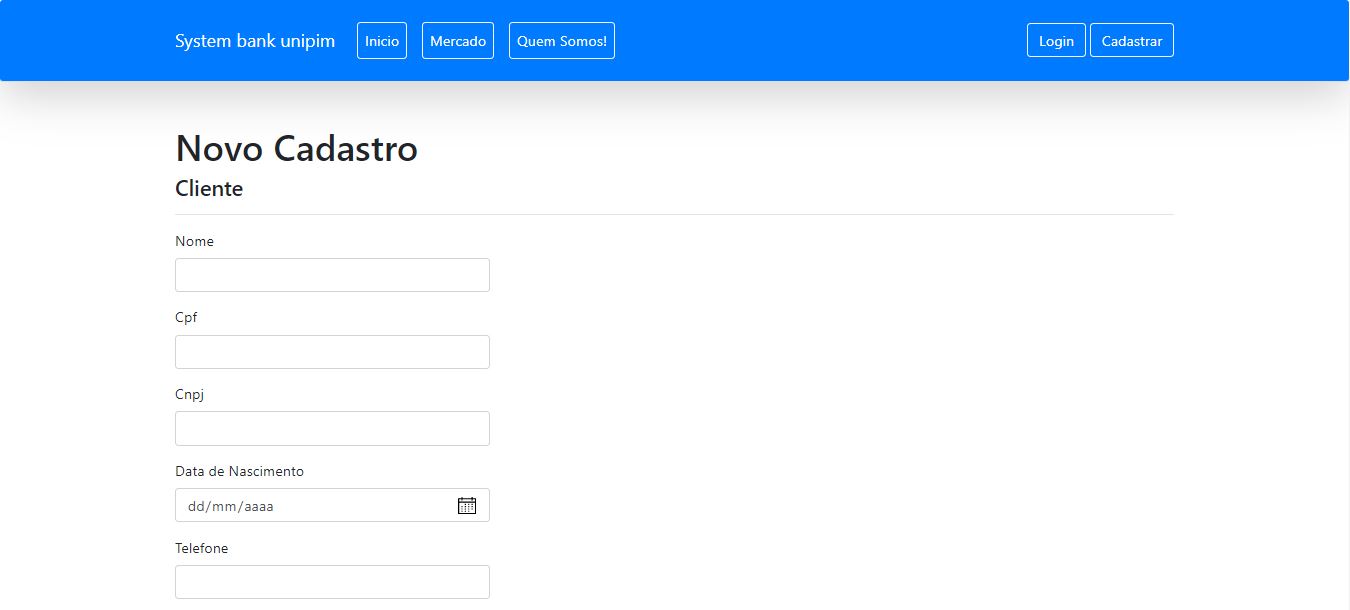 System bank unipim Inicio Mercado Quem Somos! Login Cadastrar
Novo Cadastro
Cliente
Nome
Cpf
Cnpj
Data de Nascimento
dd/mm/aaaa
Telefone